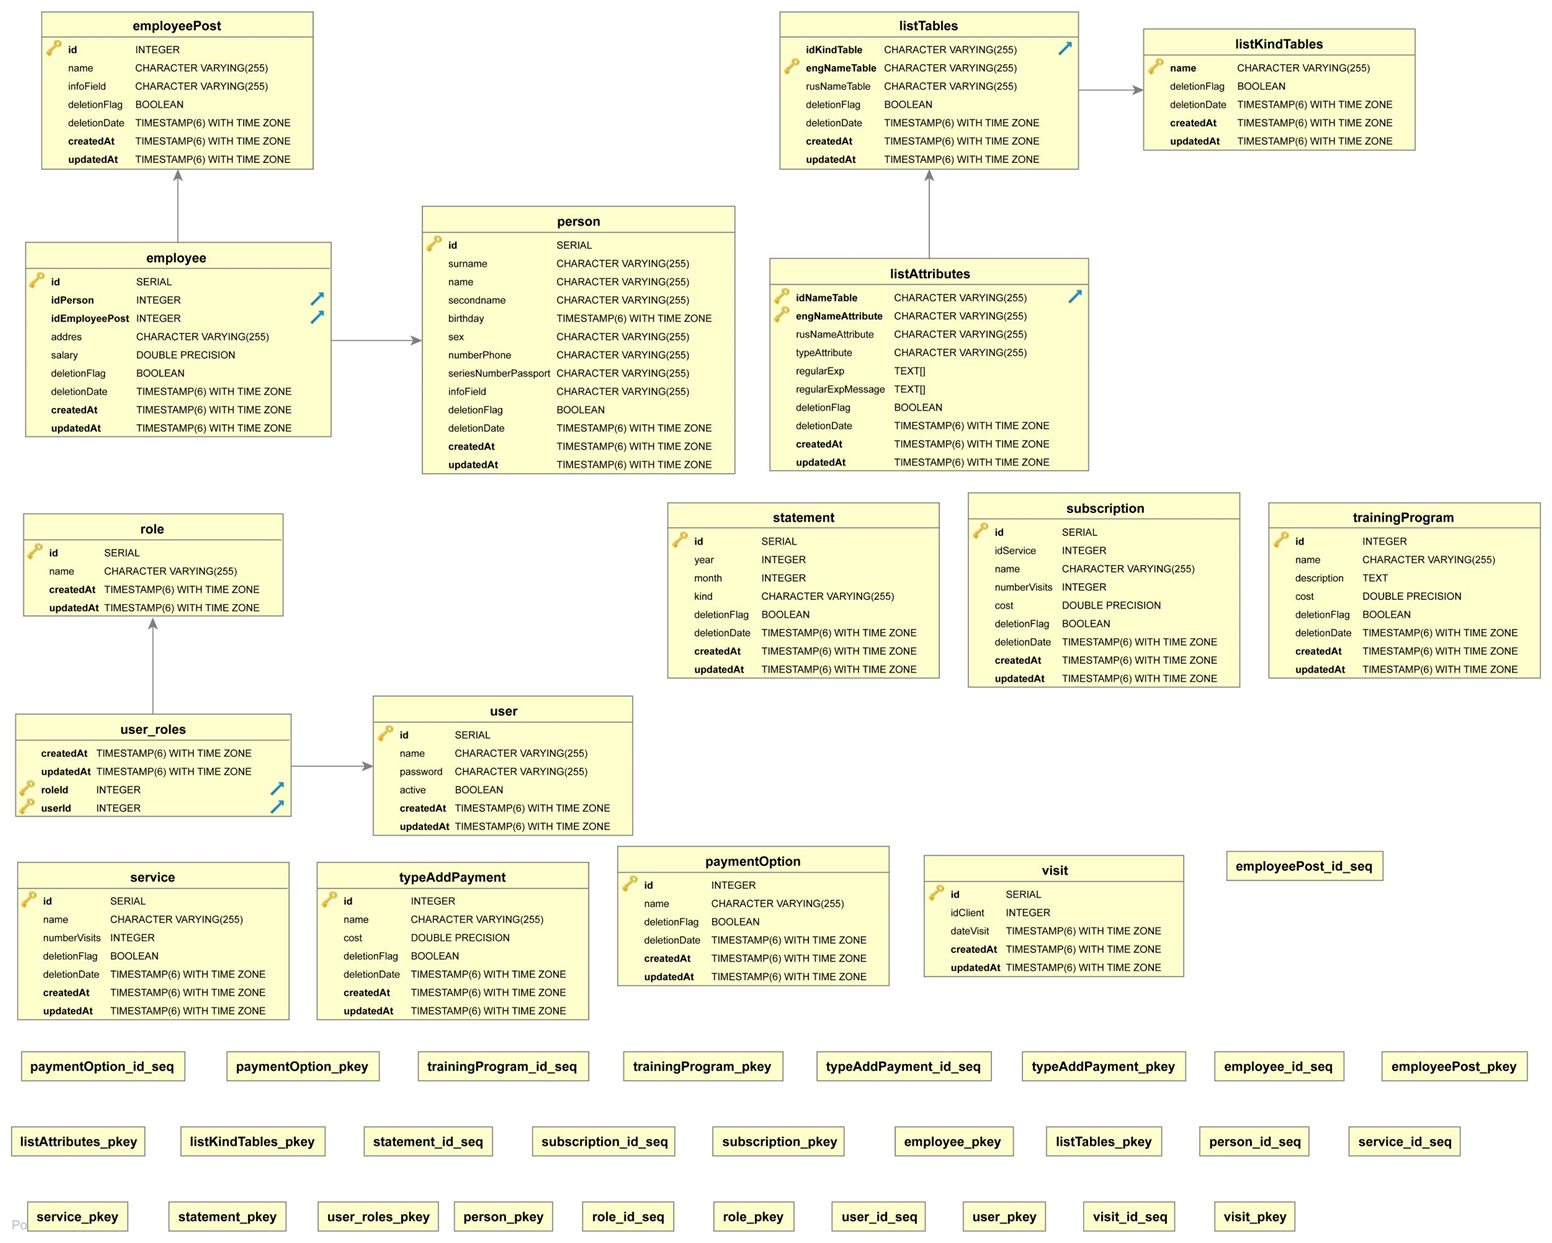 employeePost
id INTEGER
name CHARACTER VARYING(255)
infoField CHARACTER VARYING(255)
deletionFlag BOOLEAN
deletionDate TIMESTAMP(6) WITH TIME ZONE
createdAt TIMESTAMP(6) WITH TIME ZONE
updatedAt TIMESTAMP(6) WITH TIME ZONE
listTables
idKindTable CHARACTER VARYING(255)
engNameTable CHARACTER VARYING(255)
rusNameTable CHARACTER VARYING(255)
deletionFlag BOOLEAN
deletionDate TIMESTAMP(6) WITH TIME ZONE
createdAt TIMESTAMP(6) WITH TIME ZONE
updatedAt TIMESTAMP(6) WITH TIME ZONE
listKindTables
name CHARACTER VARYING(255)
deletionFlag BOOLEAN
deletionDate TIMESTAMP(6) WITH TIME ZONE
createdAt TIMESTAMP(6) WITH TIME ZONE
updatedAt TIMESTAMP(6) WITH TIME ZONE
employee
id SERIAL
idPerson INTEGER
idEmployeePost INTEGER
addres CHARACTER VARYING(255)
salary DOUBLE PRECISION
deletionFlag BOOLEAN
deletionDate TIMESTAMP(6) WITH TIME ZONE
createdAt TIMESTAMP(6) WITH TIME ZONE
updatedAt TIMESTAMP(6) WITH TIME ZONE
person
id SERIAL
surname CHARACTER VARYING(255)
name CHARACTER VARYING(255)
secondname CHARACTER VARYING(255)
birthday TIMESTAMP(6) WITH TIME ZONE
sex CHARACTER VARYING(255)
numberPhone CHARACTER VARYING(255)
seriesNumberPassport CHARACTER VARYING(255)
infoField CHARACTER VARYING(255)
deletionFlag BOOLEAN
deletionDate TIMESTAMP(6) WITH TIME ZONE
createdAt TIMESTAMP(6) WITH TIME ZONE
updatedAt TIMESTAMP(6) WITH TIME ZONE
listAttributes
idNameTable CHARACTER VARYING(255)
engNameAttribute CHARACTER VARYING(255)
rusNameAttribute CHARACTER VARYING(255)
typeAttribute CHARACTER VARYING(255)
regularExp TEXT[]
regularExpMessage TEXT[]
deletionFlag BOOLEAN
deletionDate TIMESTAMP(6) WITH TIME ZONE
createdAt TIMESTAMP(6) WITH TIME ZONE
updatedAt TIMESTAMP(6) WITH TIME ZONE
role
id SERIAL
name CHARACTER VARYING(255)
createdAt TIMESTAMP(6) WITH TIME ZONE
updatedAt TIMESTAMP(6) WITH TIME ZONE
statement
id SERIAL
year INTEGER
month INTEGER
kind CHARACTER VARYING(255)
deletionFlag BOOLEAN
deletionDate TIMESTAMP(6) WITH TIME ZONE
createdAt TIMESTAMP(6) WITH TIME ZONE
updatedAt TIMESTAMP(6) WITH TIME ZONE
subscription
id SERIAL
idService INTEGER
name CHARACTER VARYING(255)
numberVisits INTEGER
cost DOUBLE PRECISION
deletionFlag BOOLEAN
deletionDate TIMESTAMP(6) WITH TIME ZONE
createdAt TIMESTAMP(6) WITH TIME ZONE
updatedAt TIMESTAMP(6) WITH TIME ZONE
trainingProgram
id INTEGER
name CHARACTER VARYING(255)
description TEXT
cost DOUBLE PRECISION
deletionFlag BOOLEAN
deletionDate TIMESTAMP(6) WITH TIME ZONE
createdAt TIMESTAMP(6) WITH TIME ZONE
updatedAt TIMESTAMP(6) WITH TIME ZONE
user_roles
createdAt TIMESTAMP(6) WITH TIME ZONE
updatedAt TIMESTAMP(6) WITH TIME ZONE
roleId INTEGER
userId INTEGER
user
id SERIAL
name CHARACTER VARYING(255)
password CHARACTER VARYING(255)
active BOOLEAN
createdAt TIMESTAMP(6) WITH TIME ZONE
updatedAt TIMESTAMP(6) WITH TIME ZONE
service
id SERIAL
name CHARACTER VARYING(255)
numberVisits INTEGER
deletionFlag BOOLEAN
deletionDate TIMESTAMP(6) WITH TIME ZONE
createdAt TIMESTAMP(6) WITH TIME ZONE
updatedAt TIMESTAMP(6) WITH TIME ZONE
typeAddPayment
id INTEGER
name CHARACTER VARYING(255)
cost DOUBLE PRECISION
deletionFlag BOOLEAN
deletionDate TIMESTAMP(6) WITH TIME ZONE
createdAt TIMESTAMP(6) WITH TIME ZONE
updatedAt TIMESTAMP(6) WITH TIME ZONE
paymentOption
id INTEGER
name CHARACTER VARYING(255)
deletionFlag BOOLEAN
deletionDate TIMESTAMP(6) WITH TIME ZONE
createdAt TIMESTAMP(6) WITH TIME ZONE
updatedAt TIMESTAMP(6) WITH TIME ZONE
visit
id SERIAL
idClient INTEGER
dateVisit TIMESTAMP(6) WITH TIME ZONE
createdAt TIMESTAMP(6) WITH TIME ZONE
updatedAt TIMESTAMP(6) WITH TIME ZONE
employeePost_id_seq
paymentOption_id_seq
paymentOption_pkey
trainingProgram_id_seq
trainingProgram_pkey
typeAddPayment_id_seq
typeAddPayment_pkey
employee_id_seq
employeePost_pkey
listAttributes_pkey
listKindTables_pkey
statement_id_seq
subscription_id_seq
subscription_pkey
employee_pkey
listTables_pkey
person_id_seq
service_id_seq
Po
service_pkey
statement_pkey
user_roles_pkey
person_pkey
role_id_seq
role_pkey
user_id_seq
user_pkey
visit_id_seq
visit_pkey